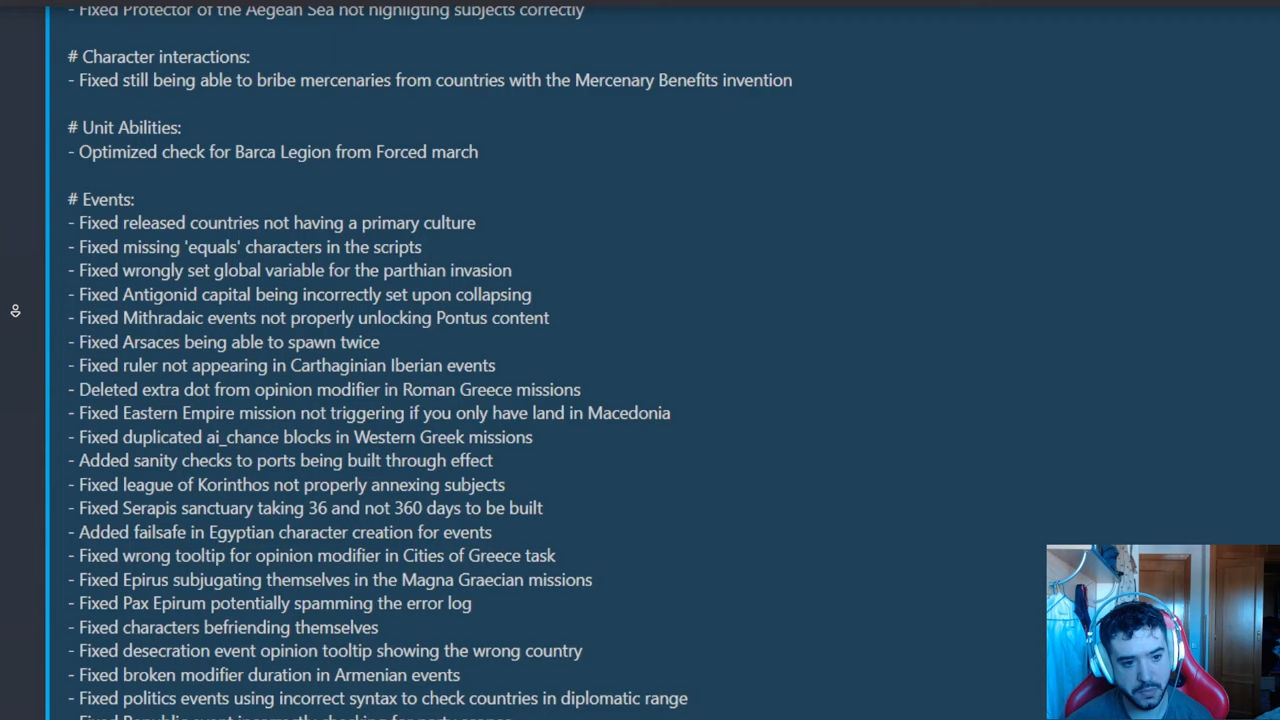 - Fixed Protector of the Aegean Sea not highligting subjects correctly
# Character interactions:
- Fixed still being able to bribe mercenaries from countries with the Mercenary Benefits invention
# Unit Abilities:
- Optimized check for Barca Legion from Forced march
# Events:
- Fixed released countries not having a primary culture
- Fixed missing 'equals' characters in the scripts
- Fixed wrongly set global variable for the parthian invasion
- Fixed Antigonid capital being incorrectly set upon collapsing
- Fixed Mithradaic events not properly unlocking Pontus content
- Fixed Arsaces being able to spawn twice
- Fixed ruler not appearing in Carthaginian Iberian events
- Deleted extra dot from opinion modifier in Roman Greece missions
- Fixed Eastern Empire mission not triggering if you only have land in Macedonia
- Fixed duplicated ai_chance blocks in Western Greek missions
- Added sanity checks to ports being built through effect
- Fixed league of Korinthos not properly annexing subjects
- Fixed Serapis sanctuary taking 36 and not 360 days to be built
- Added failsafe in Egyptian character creation for events
- Fixed wrong tooltip for opinion modifier in Cities of Greece task
- Fixed Epirus subjugating themselves in the Magna Graecian missions
- Fixed Pax Epirum potentially spamming the error log
- Fixed characters befriending themselves
- Fixed desecration event opinion tooltip showing the wrong country
- Fixed broken modifier duration in Armenian events
- Fixed politics events using incorrect syntax to check countries in diplomatic range
- Fixed Republic event incorrectly checking for party